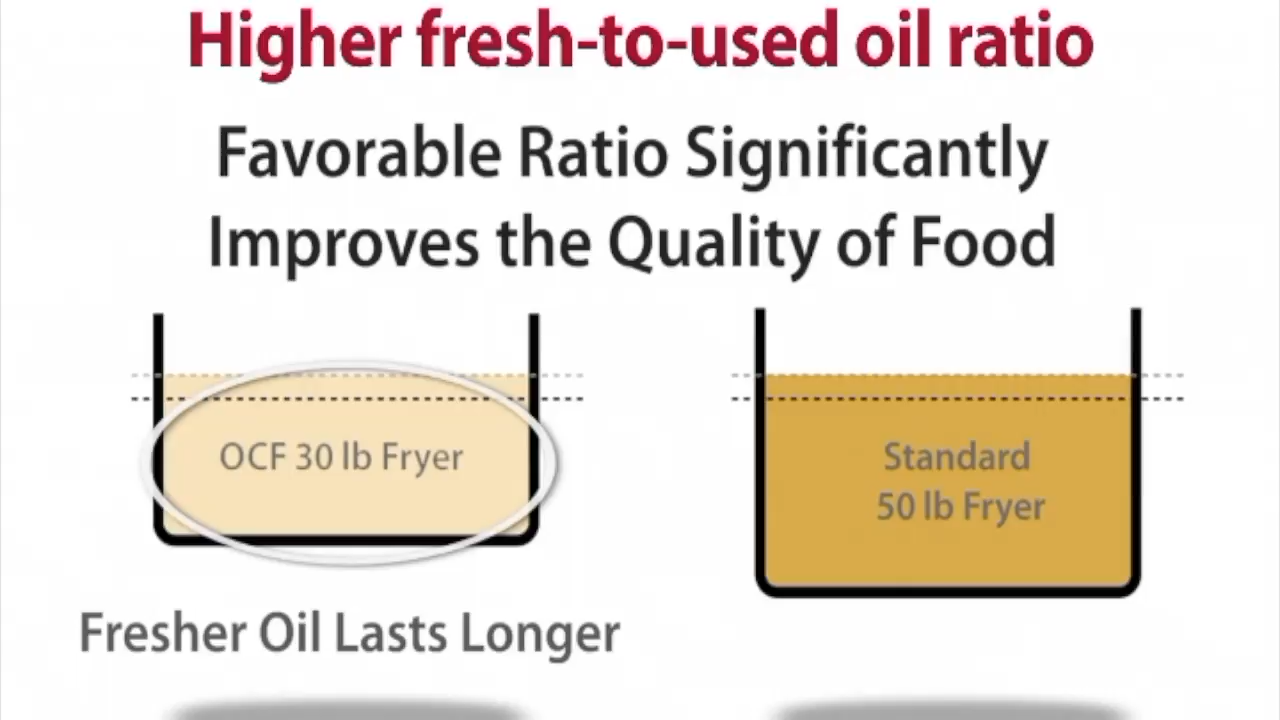 Higher fresh-to-used oil ratio
Favorable Ratio Significantly
Improves the Quality of Food
OCF 30 lb Fryer
Standard
50 lb Fryer
Fresher Oil Lasts Longer